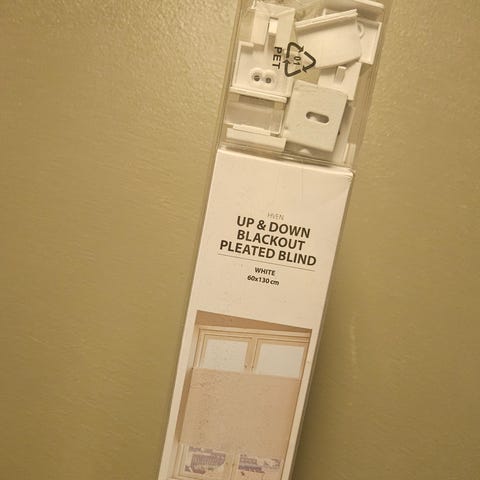 01
PET
HVEN
UP & DOWN
BLACKOUT
PLEATED BLIND
WHITE
60x130 cm